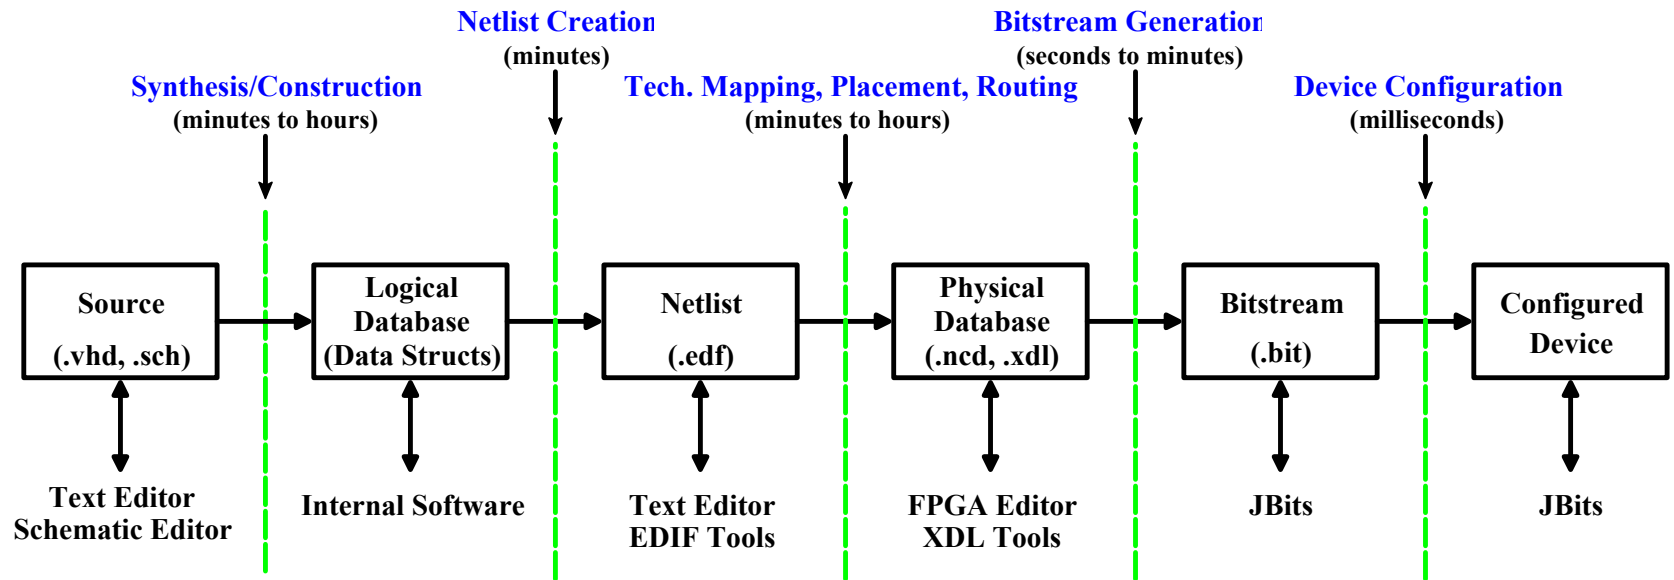 Netlist Creation
(minutes)
Bitstream Generation
(seconds to minutes)
Synthesis/Construction
(minutes to hours)
Tech. Mapping, Placement, Routing
(minutes to hours)
Device Configuration
(milliseconds)
Source
(.vhd, .sch)
Logical
Database
(Data Structs)
Netlist
(.edf)
Physical
Database
(.ncd, .xdl)
Bitstream
(.bit)
Configured
Device
Text Editor
Schematic Editor
Internal Software
Text Editor
EDIF Tools
FPGA Editor
XDL Tools
JBits
JBits